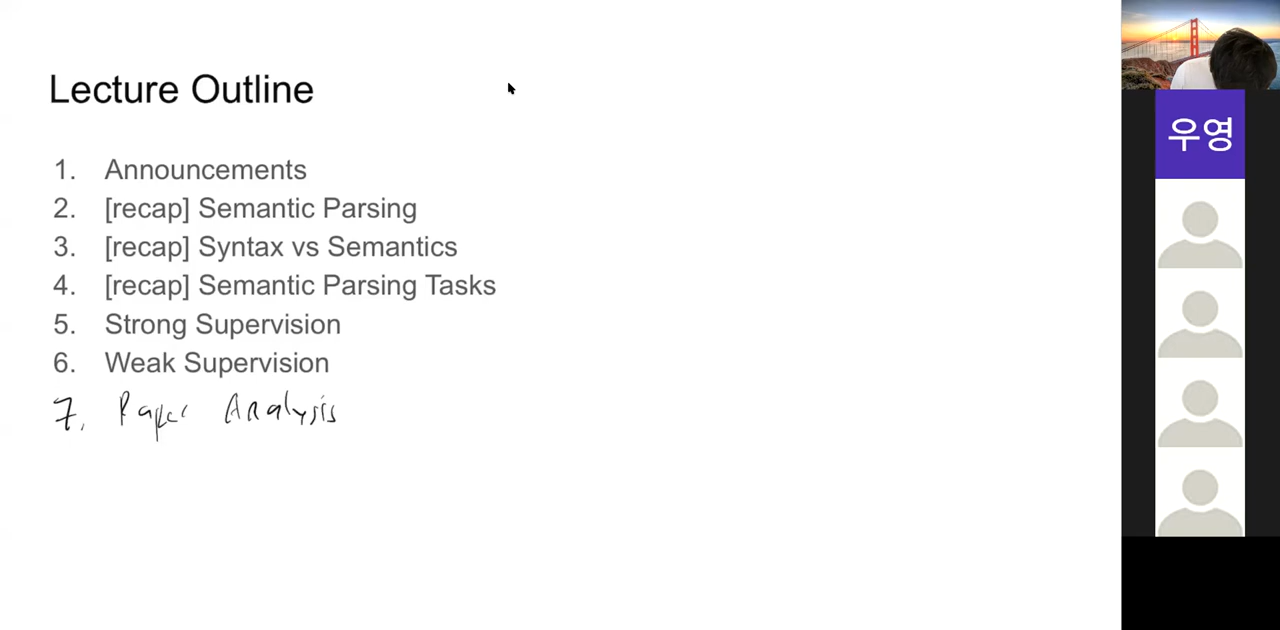 Lecture Outline
1. Announcements
2. [recap] Semantic Parsing
3. [recap] Syntax vs Semantics
4. [recap] Semantic Parsing Tasks
5. Strong Supervision
6. Weak Supervision
7. Paper Analysis
우영